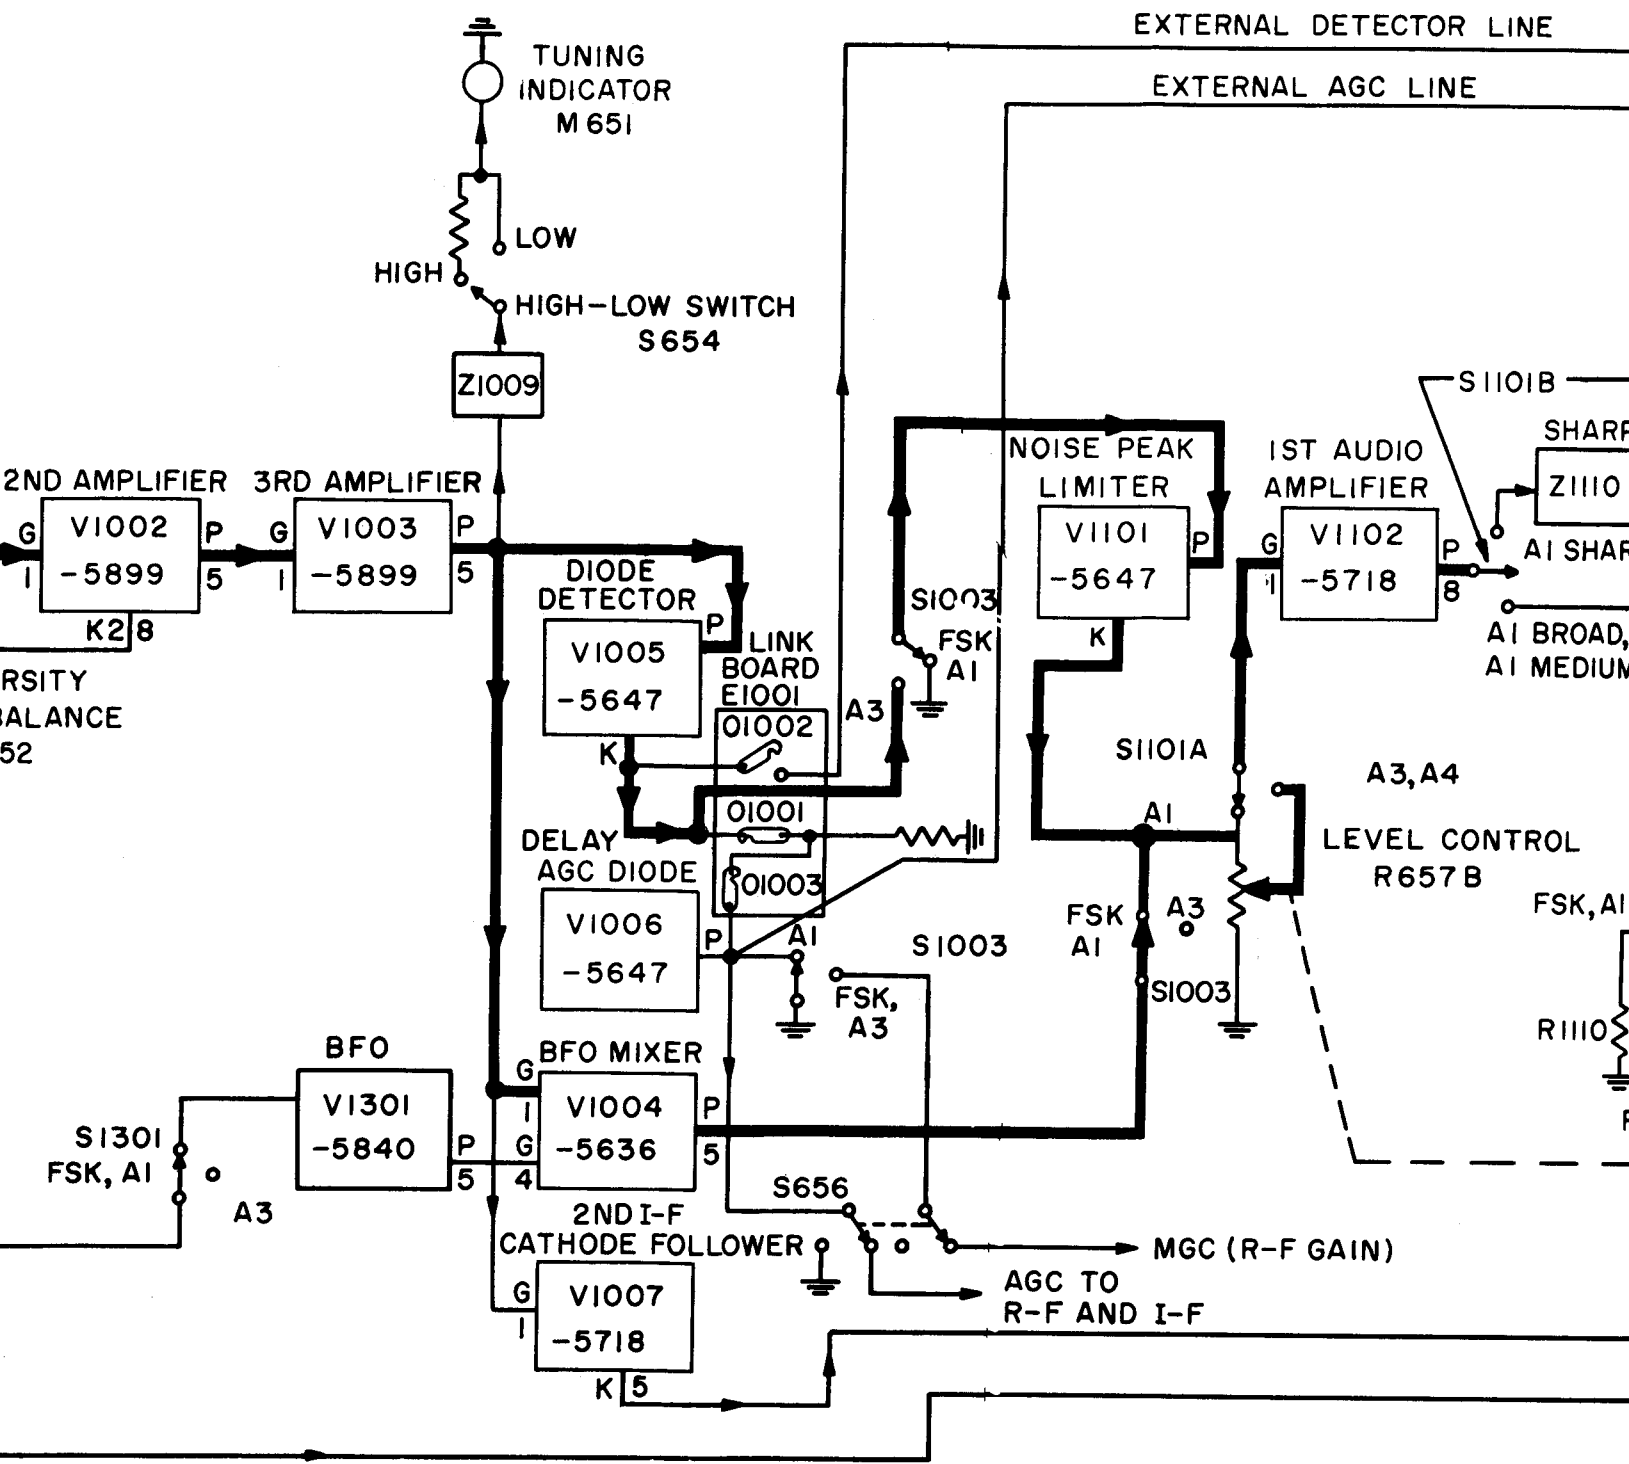 EXTERNAL DETECTOR LINE
EXTERNAL AGC LINE
TUNING
INDICATOR
M651
LOW
HIGH
HIGH-LOW SWITCH
S654
Z1009
S1101B
SHARP
Z1110
A1 SHAR
A1 BROAD,
A1 MEDIUM
2ND AMPLIFIER
G
1
V1002
-5899
P
5
K2
8
RSITY
BALANCE
52
3RD AMPLIFIER
G
1
V1003
-5899
P
5
DIODE
DETECTOR
V1005
-5647
P
K
LINK
BOARD
E1001
O1002
O1001
O1003
S1003
FSK
A1
A3
NOISE PEAK
LIMITER
V1101
-5647
P
K
1ST AUDIO
AMPLIFIER
G
1
V1102
-5718
P
8
S1101A
A1
A3, A4
LEVEL CONTROL
R657B
FSK
A1
A3
S1003
FSK, A1
R1110
DELAY
AGC DIODE
V1006
-5647
P
A1
S1003
FSK,
A3
BFO
V1301
-5840
P
5
S1301
FSK, A1
A3
BFO MIXER
G
1
G
4
V1004
-5636
P
5
S656
2ND I-F
CATHODE FOLLOWER
G
1
V1007
-5718
K
5
MGC (R-F GAIN)
AGC TO
R-F AND I-F